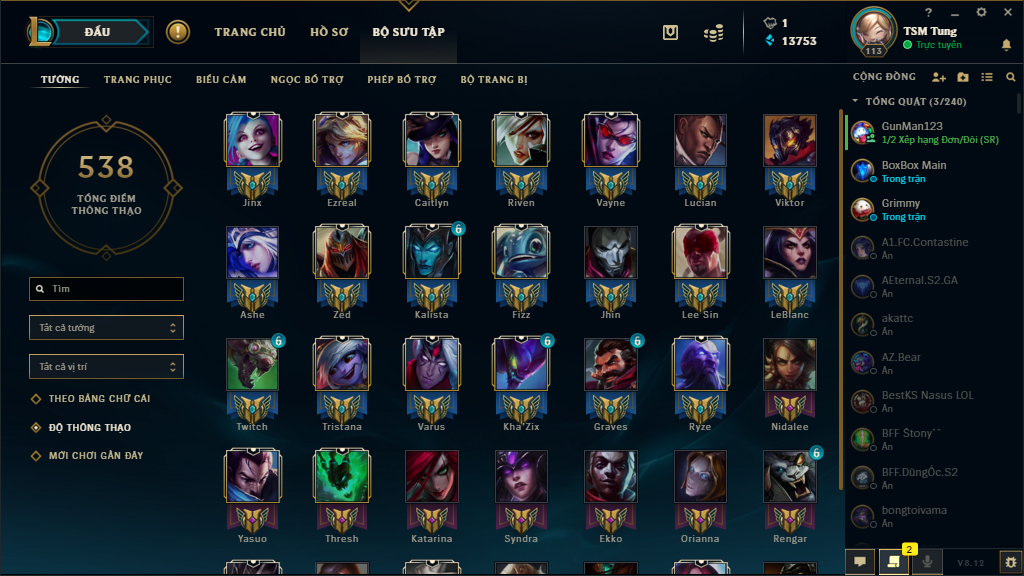 ĐẤU
TRANG CHỦ
HỒ SƠ
BỘ SƯU TẬP
1
13753
113
TSM Tung
Trực tuyến
TƯỚNG
TRANG PHỤC
BIỂU CẢM
NGỌC BỔ TRỢ
PHÉP BỔ TRỢ
BỘ TRANG BỊ
538
TỔNG ĐIỂM
THÔNG THẠO
Tìm
Tất cả tướng
Tất cả vị trí
THEO BẢNG CHỮ CÁI
ĐỘ THÔNG THẠO
MỚI CHƠI GẦN ĐÂY
Jinx
Ezreal
Caitlyn
Riven
Vayne
Lucian
Viktor
6
Ashe
Zed
Kalista
Fizz
Jhin
Lee Sin
LeBlanc
6
6
6
Twitch
Tristana
Varus
Kha'Zix
Graves
Ryze
Nidalee
6
Yasuo
Thresh
Katarina
Syndra
Ekko
Orianna
Rengar
CỘNG ĐỒNG
TỔNG QUÁT (3/240)
GunMan123
1/2 Xếp hạng Đơn/Đôi (SR)
BoxBox Main
Trong trận
Grimmy
Trong trận
A1.FC.Contastine
Ẩn
AEternal.S2.GA
Ẩn
akattc
Ẩn
AZ.Bear
Ẩn
BestKS Nasus LOL
Ẩn
BFF Stony^^
Ẩn
BFF.DũngÔc.S2
Ẩn
bongtoivama
Ẩn
2
V8.12